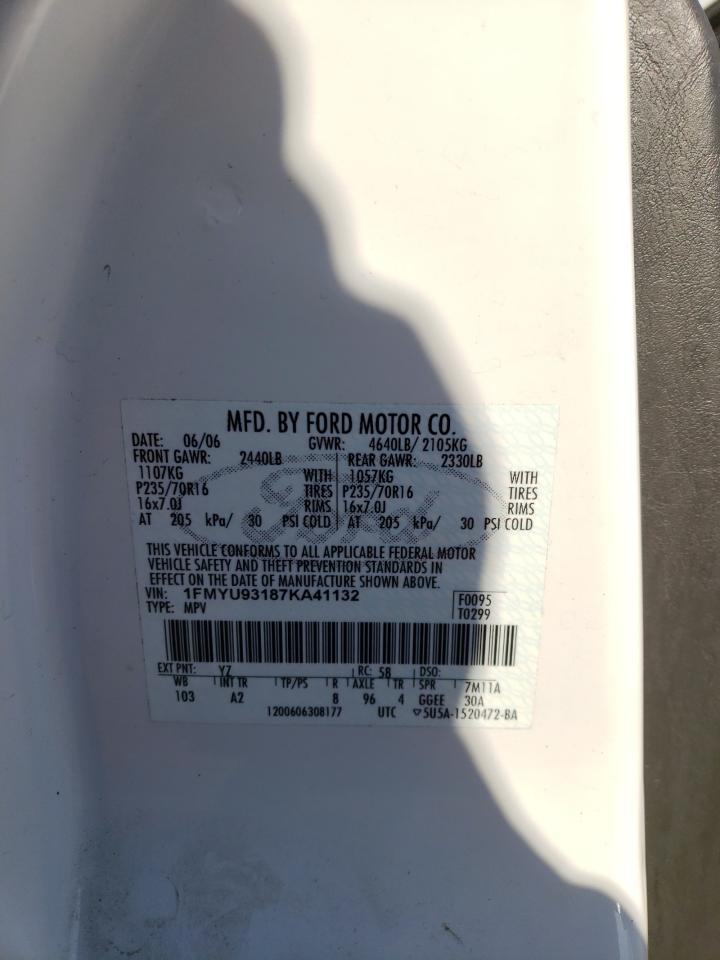 MFD. BY FORD MOTOR CO.
DATE: 06/06 GVWR: 4640LB/ 2105KG
FRONT GAWR: 2440LB REAR GAWR: 2330LB
1107KG WITH 1057KG WITH
P235/70R16 TIRES P235/70R16 TIRES
16x7.0J RIMS 16x7.0J RIMS
AT 205 kPa/ 30 PSI COLD AT 205 kPa/ 30 PSI COLD
Ford
THIS VEHICLE CONFORMS TO ALL APPLICABLE FEDERAL MOTOR
VEHICLE SAFETY AND THEFT PREVENTION STANDARDS IN
EFFECT ON THE DATE OF MANUFACTURE SHOWN ABOVE.
VIN: 1FMYU93187KA41132 F0095
TYPE: MPV T0299
EXT PNT: YZ RC: 58 DSO:
WB INT TR TP/PS R AXLE TR SPR 7M11A
103 A2 8 96 4 GGEE 30A
1200606308177 UTC ▽5U5A-1520472-BA